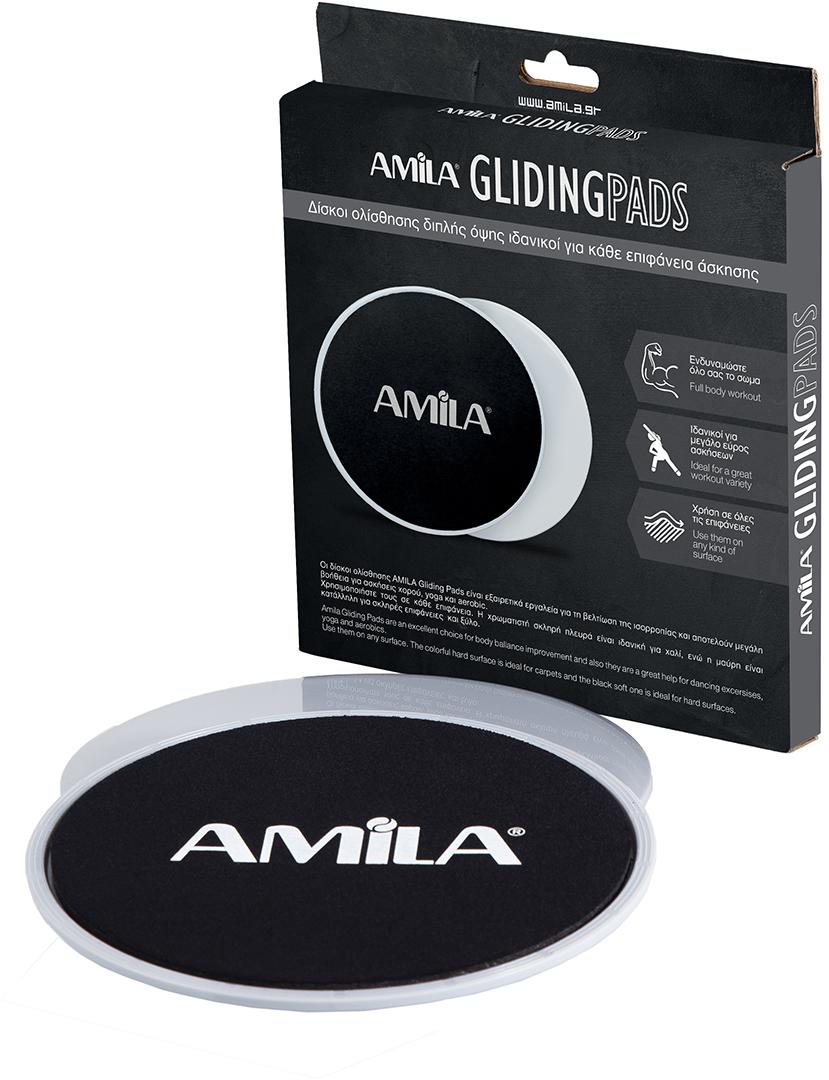 www.amila.gr
AMILA® GLIDINGPADS
AMILA® GLIDINGPADS
Δίσκοι ολίσθησης διπλής όψης ιδανικοί για κάθε επιφάνεια άσκησης
AMILA®
Ενδυναμώστε
όλο σας το σωμα
Full body workout
Ιδανικοί για
μεγάλο εύρος
ασκήσεων
Ideal for a great
workout variety
Χρήση σε όλες
τις επιφάνειες
Use them on
any kind of
surface
Οι δίσκοι ολίσθησης AMILA Gliding Pads είναι εξαιρετικά εργαλεία για τη βελτίωση της ισορροπίας και αποτελούν μεγάλη
βοήθεια για ασκήσεις χορού, yoga και aerobic.
Χρησιμοποιήστε τους σε κάθε επιφάνεια. Η χρωματιστή σκληρή πλευρά είναι ιδανική για χαλί, ενώ η μαύρη είναι
κατάλληλη για σκληρές επιφάνειες και ξύλο.
Amila Gliding Pads are an excellent choice for body baliance improvement and also they are a great help for dancing excersises,
yoga and aerobics.
Use them on any surface. The colorful hard surface is ideal for carpets and the black soft one is ideal for hard surfaces.
AMILA® GLIDINGPADS
AMILA®